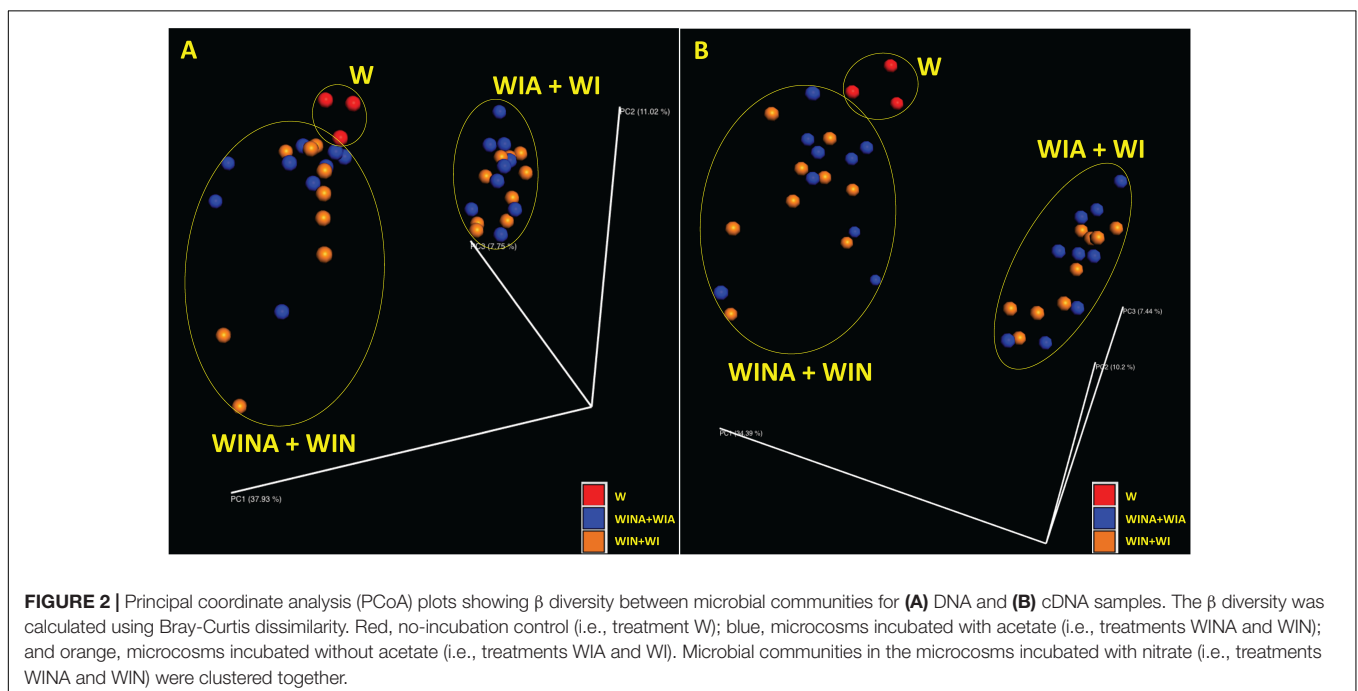 A
W
WIA + WI
PC2 (11.02 %)
PC3 (7.75 %)
WINA + WIN
PC1 (37.93 %)
W
WINA+WIA
WIN+WI
B
W
WIA + WI
PC3 (7.44 %)
PC2 (10.2 %)
WINA + WIN
PC1 (34.39 %)
W
WINA+WIA
WIN+WI
FIGURE 2 | Principal coordinate analysis (PCoA) plots showing β diversity between microbial communities for (A) DNA and (B) cDNA samples. The β diversity was
calculated using Bray-Curtis dissimilarity. Red, no-incubation control (i.e., treatment W); blue, microcosms incubated with acetate (i.e., treatments WINA and WIN);
and orange, microcosms incubated without acetate (i.e., treatments WIA and WI). Microbial communities in the microcosms incubated with nitrate (i.e., treatments
WINA and WIN) were clustered together.